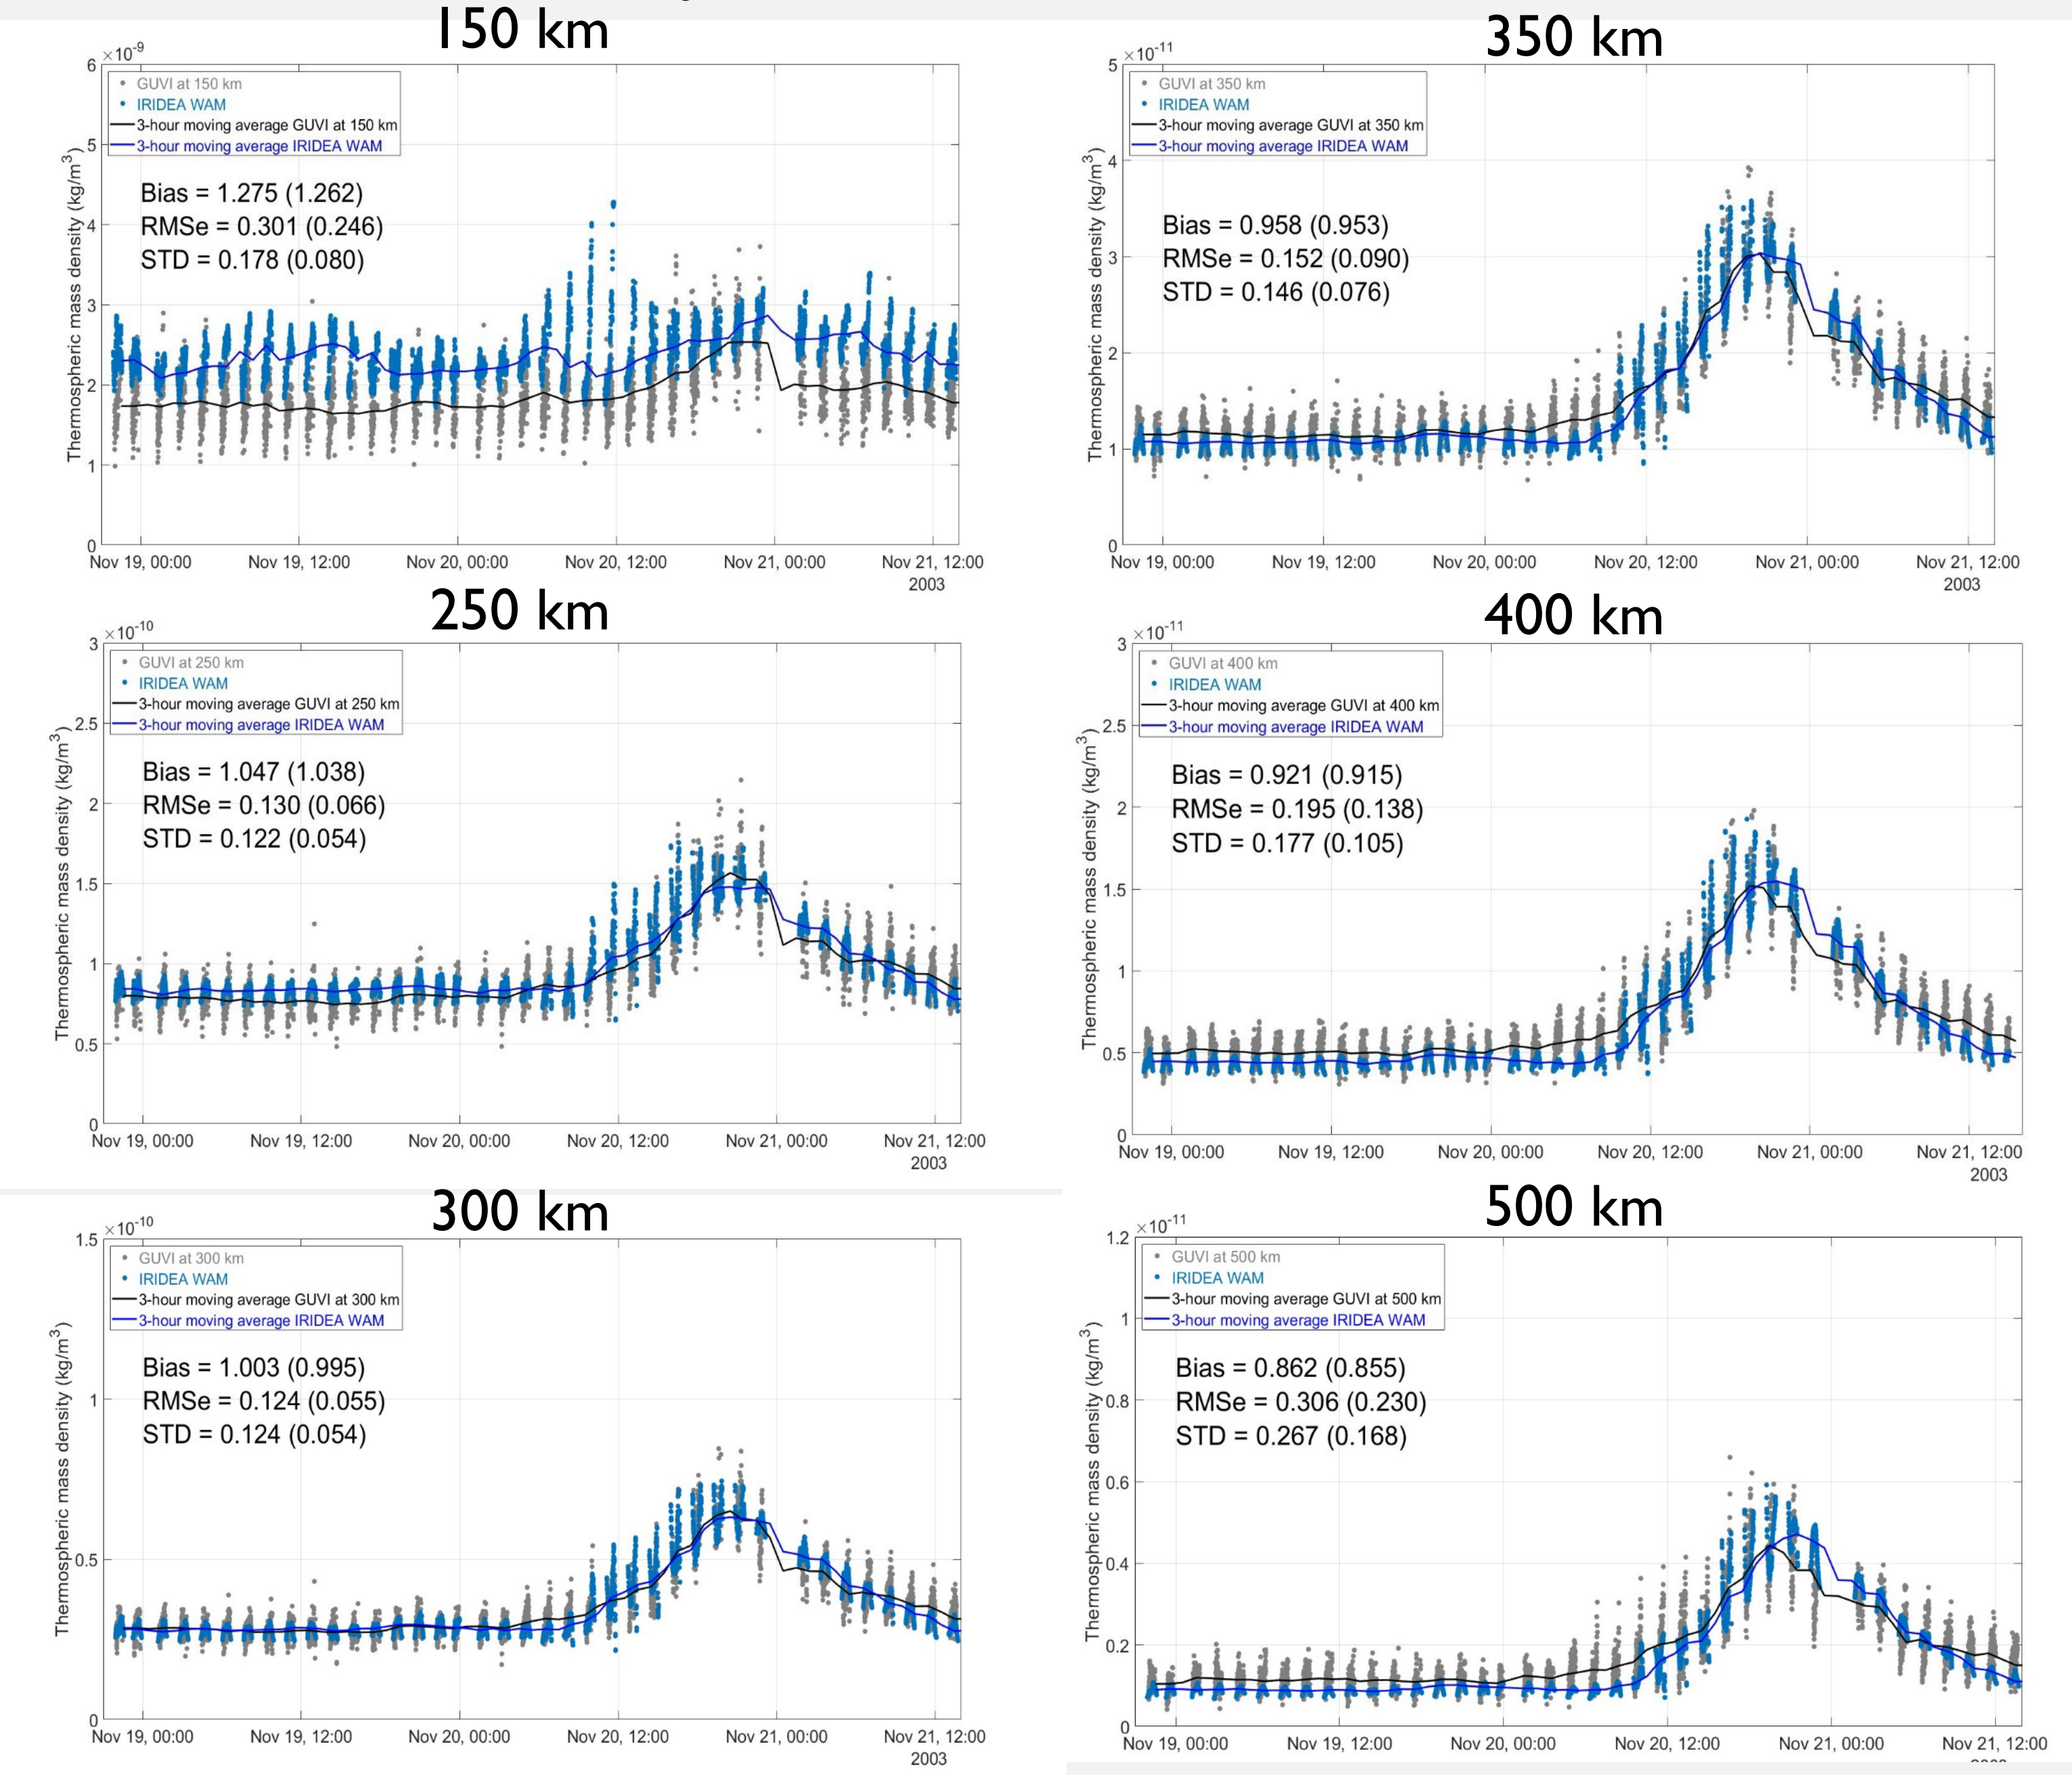 150 km
×10-9
6
5
4
3
2
1
0
Thermospheric mass density (kg/m3)
GUVI at 150 km
IRIDEA WAM
3-hour moving average GUVI at 150 km
3-hour moving average IRIDEA WAM
Bias = 1.275 (1.262)
RMSe = 0.301 (0.246)
STD = 0.178 (0.080)
Nov 19, 00:00 Nov 19, 12:00 Nov 20, 00:00 Nov 20, 12:00 Nov 21, 00:00 Nov 21, 12:00
2003
350 km
×10-11
5
4
3
2
1
0
Thermospheric mass density (kg/m3)
GUVI at 350 km
IRIDEA WAM
3-hour moving average GUVI at 350 km
3-hour moving average IRIDEA WAM
Bias = 0.958 (0.953)
RMSe = 0.152 (0.090)
STD = 0.146 (0.076)
Nov 19, 00:00 Nov 19, 12:00 Nov 20, 00:00 Nov 20, 12:00 Nov 21, 00:00 Nov 21, 12:00
2003
250 km
×10-10
3
2.5
2
1.5
1
0.5
0
Thermospheric mass density (kg/m3)
GUVI at 250 km
IRIDEA WAM
3-hour moving average GUVI at 250 km
3-hour moving average IRIDEA WAM
Bias = 1.047 (1.038)
RMSe = 0.130 (0.066)
STD = 0.122 (0.054)
Nov 19, 00:00 Nov 19, 12:00 Nov 20, 00:00 Nov 20, 12:00 Nov 21, 00:00 Nov 21, 12:00
2003
400 km
×10-11
3
2.5
2
1.5
1
0.5
0
Thermospheric mass density (kg/m3)
GUVI at 400 km
IRIDEA WAM
3-hour moving average GUVI at 400 km
3-hour moving average IRIDEA WAM
Bias = 0.921 (0.915)
RMSe = 0.195 (0.138)
STD = 0.177 (0.105)
Nov 19, 00:00 Nov 19, 12:00 Nov 20, 00:00 Nov 20, 12:00 Nov 21, 00:00 Nov 21, 12:00
2003
300 km
×10-10
1.5
1
0.5
0
Thermospheric mass density (kg/m3)
GUVI at 300 km
IRIDEA WAM
3-hour moving average GUVI at 300 km
3-hour moving average IRIDEA WAM
Bias = 1.003 (0.995)
RMSe = 0.124 (0.055)
STD = 0.124 (0.054)
Nov 19, 00:00 Nov 19, 12:00 Nov 20, 00:00 Nov 20, 12:00 Nov 21, 00:00 Nov 21, 12:00
2003
500 km
×10-11
1.2
1
0.8
0.6
0.4
0.2
0
Thermospheric mass density (kg/m3)
GUVI at 500 km
IRIDEA WAM
3-hour moving average GUVI at 500 km
3-hour moving average IRIDEA WAM
Bias = 0.862 (0.855)
RMSe = 0.306 (0.230)
STD = 0.267 (0.168)
Nov 19, 00:00 Nov 19, 12:00 Nov 20, 00:00 Nov 20, 12:00 Nov 21, 00:00 Nov 21, 12:00